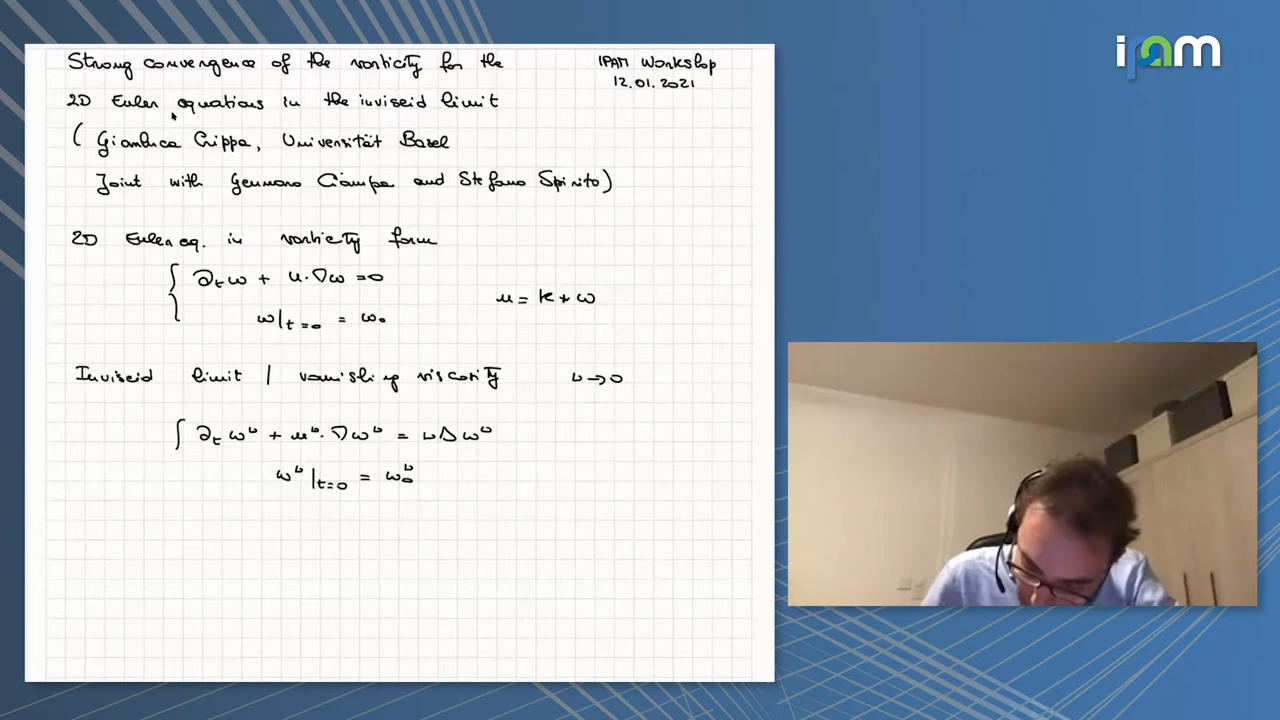 ipam
Strong convergence of the vorticity for the
IPAM Workshop
12.01.2021
2D Euler equations in the inviscid limit
(Gianluca Crippa, Universität Basel
Joint with Gennaro Ciampa and Stefano Spirito)
2D Euler eq. in vorticity form
{ ∂ₜω + u·∇ω = 0
ω|ₜ₌₀ = ω₀
u = K * ω
Inviscid limit / vanishing viscosity ν → 0
{ ∂ₜω^ν + u^ν·∇ω^ν = νΔω^ν
ω^ν|ₜ₌₀ = ω₀^ν